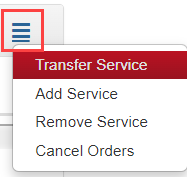 Transfer Service
Add Service
Remove Service
Cancel Orders